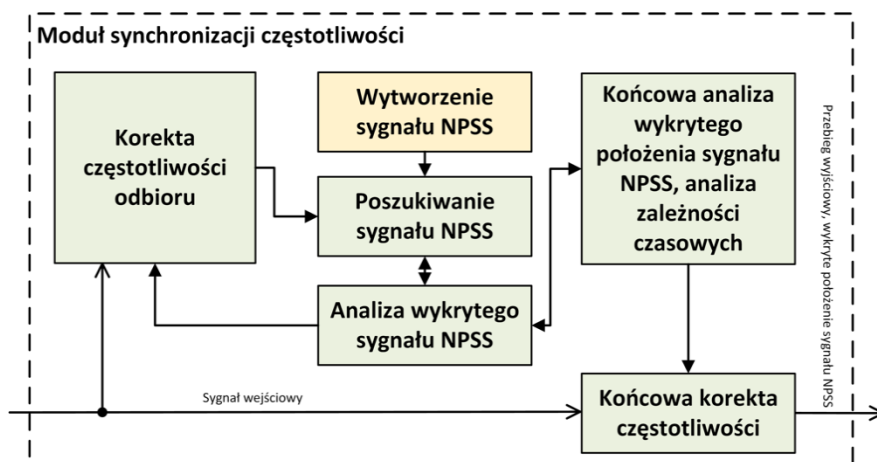 Moduł synchronizacji częstotliwości
Korekta
częstotliwości
odbioru
Wytworzenie
sygnału NPSS
Poszukiwanie
sygnału NPSS
Analiza wykrytego
sygnału NPSS
Końcowa analiza
wykrytego
położenia sygnału
NPSS, analiza
zależności
czasowych
Przebieg wyjściowy, wykryte położenie sygnału NPSS
Sygnał wejściowy
Końcowa korekta
częstotliwości